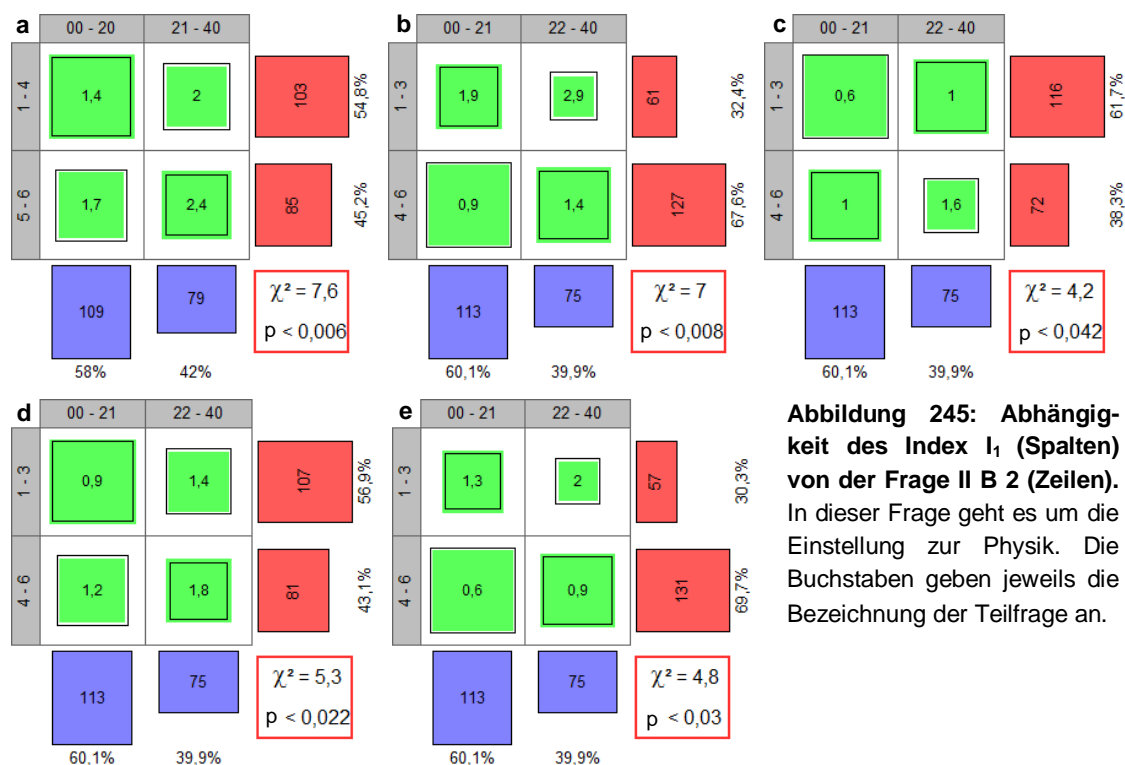 a 00 - 20 21 - 40
1 - 4 1,4 2 103 54,8%
5 - 6 1,7 2,4 85 45,2%
109 79 χ² = 7,6
p < 0,006
58% 42%
b 00 - 21 22 - 40
1 - 3 1,9 2,9 61 32,4%
4 - 6 0,9 1,4 127 67,6%
113 75 χ² = 7
p < 0,008
60,1% 39,9%
c 00 - 21 22 - 40
1 - 3 0,6 1 116 61,7%
4 - 6 1 1,6 72 38,3%
113 75 χ² = 4,2
p < 0,042
60,1% 39,9%
d 00 - 21 22 - 40
1 - 3 0,9 1,4 107 56,9%
4 - 6 1,2 1,8 81 43,1%
113 75 χ² = 5,3
p < 0,022
60,1% 39,9%
e 00 - 21 22 - 40
1 - 3 1,3 2 57 30,3%
4 - 6 0,6 0,9 131 69,7%
113 75 χ² = 4,8
p < 0,03
60,1% 39,9%
Abbildung 245: Abhängig-
keit des Index I₁ (Spalten)
von der Frage II B 2 (Zeilen).
In dieser Frage geht es um die
Einstellung zur Physik. Die
Buchstaben geben jeweils die
Bezeichnung der Teilfrage an.